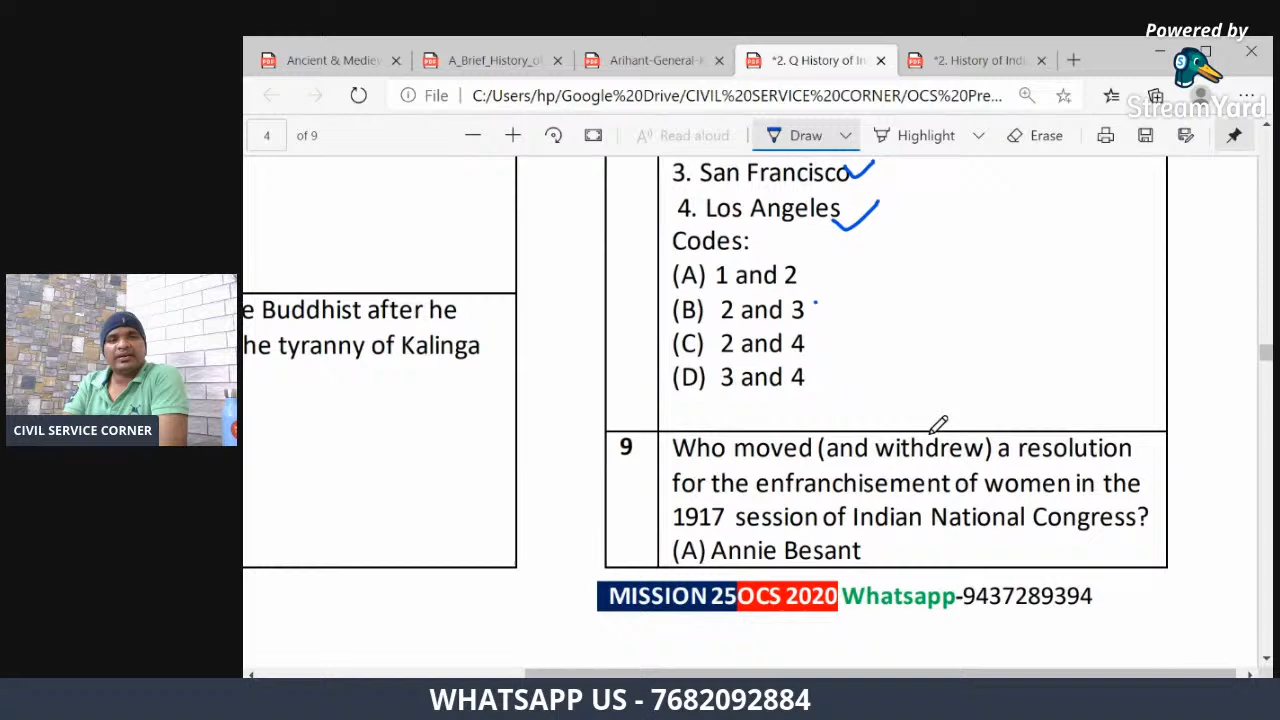 Powered by
StreamYard
Ancient & Mediev
A_Brief_History_of
Arihant-General-K
*2. Q History of In
*2. History of Indi
File C:/Users/hp/Google%20Drive/CIVIL%20SERVICE%20CORNER/OCS%20Pre...
4 of 9
Read aloud
Draw
Highlight
Erase
3. San Francisco
4. Los Angeles
Codes:
(A) 1 and 2
(B) 2 and 3
(C) 2 and 4
(D) 3 and 4
e Buddhist after he
he tyranny of Kalinga
9 Who moved (and withdrew) a resolution
for the enfranchisement of women in the
1917 session of Indian National Congress?
(A) Annie Besant
MISSION 25 OCS 2020 Whatsapp-9437289394
CIVIL SERVICE CORNER
WHATSAPP US - 7682092884